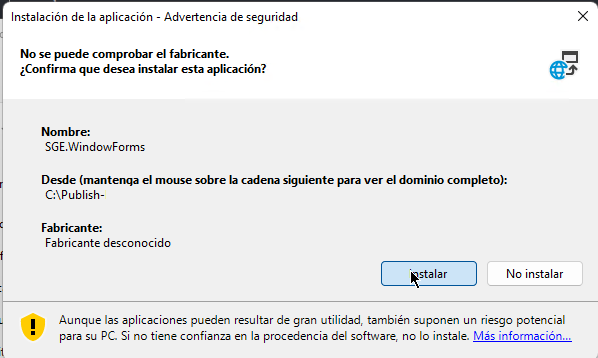 Instalación de la aplicación - Advertencia de seguridad
No se puede comprobar el fabricante.
¿Confirma que desea instalar esta aplicación?
Nombre:
SGE.WindowForms
Desde (mantenga el mouse sobre la cadena siguiente para ver el dominio completo):
C:\Publish-
Fabricante:
Fabricante desconocido
Instalar
No instalar
Aunque las aplicaciones pueden resultar de gran utilidad, también suponen un riesgo potencial
para su PC. Si no tiene confianza en la procedencia del software, no lo instale. Más información...